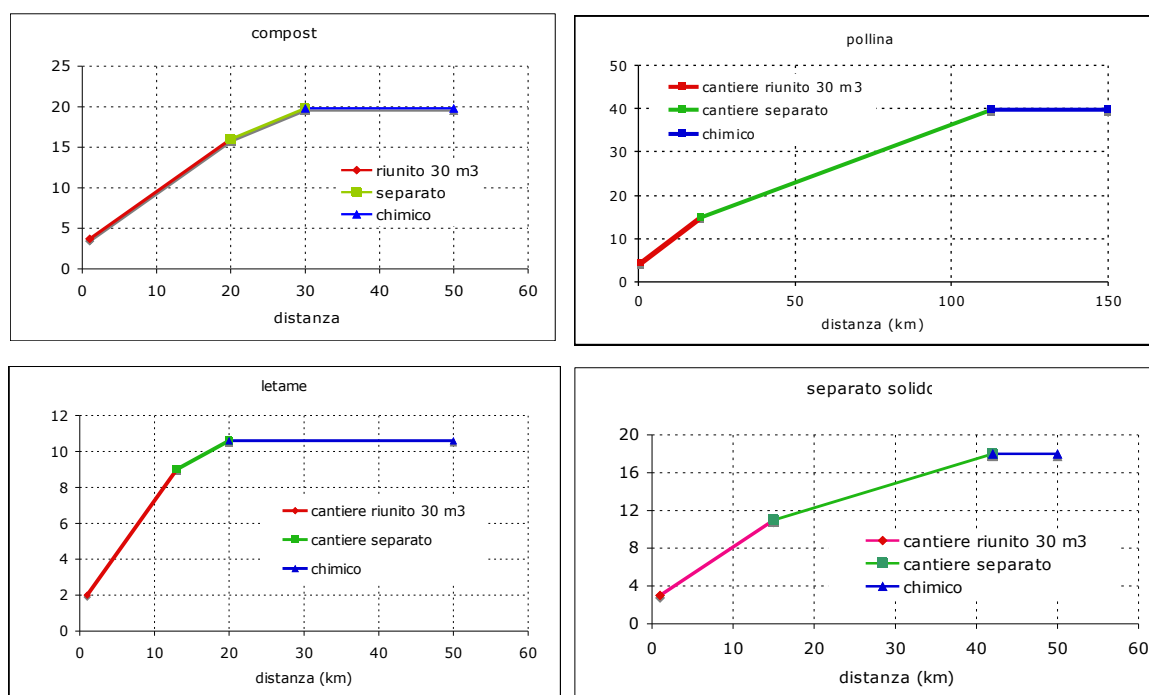 compost
25
20
15
10
5
0
riunito 30 m3
separato
chimico
0 10 20 30 40 50 60
distanza
pollina
50
40
30
20
10
0
cantiere riunito 30 m3
cantiere separato
chimico
0 50 100 150
distanza (km)
letame
12
10
8
6
4
2
0
cantiere riunito 30 m3
cantiere separato
chimico
0 10 20 30 40 50 60
distanza (km)
separato solido
20
16
12
8
4
0
cantiere riunito 30 m3
cantiere separato
chimico
0 10 20 30 40 50 60
distanza (km)